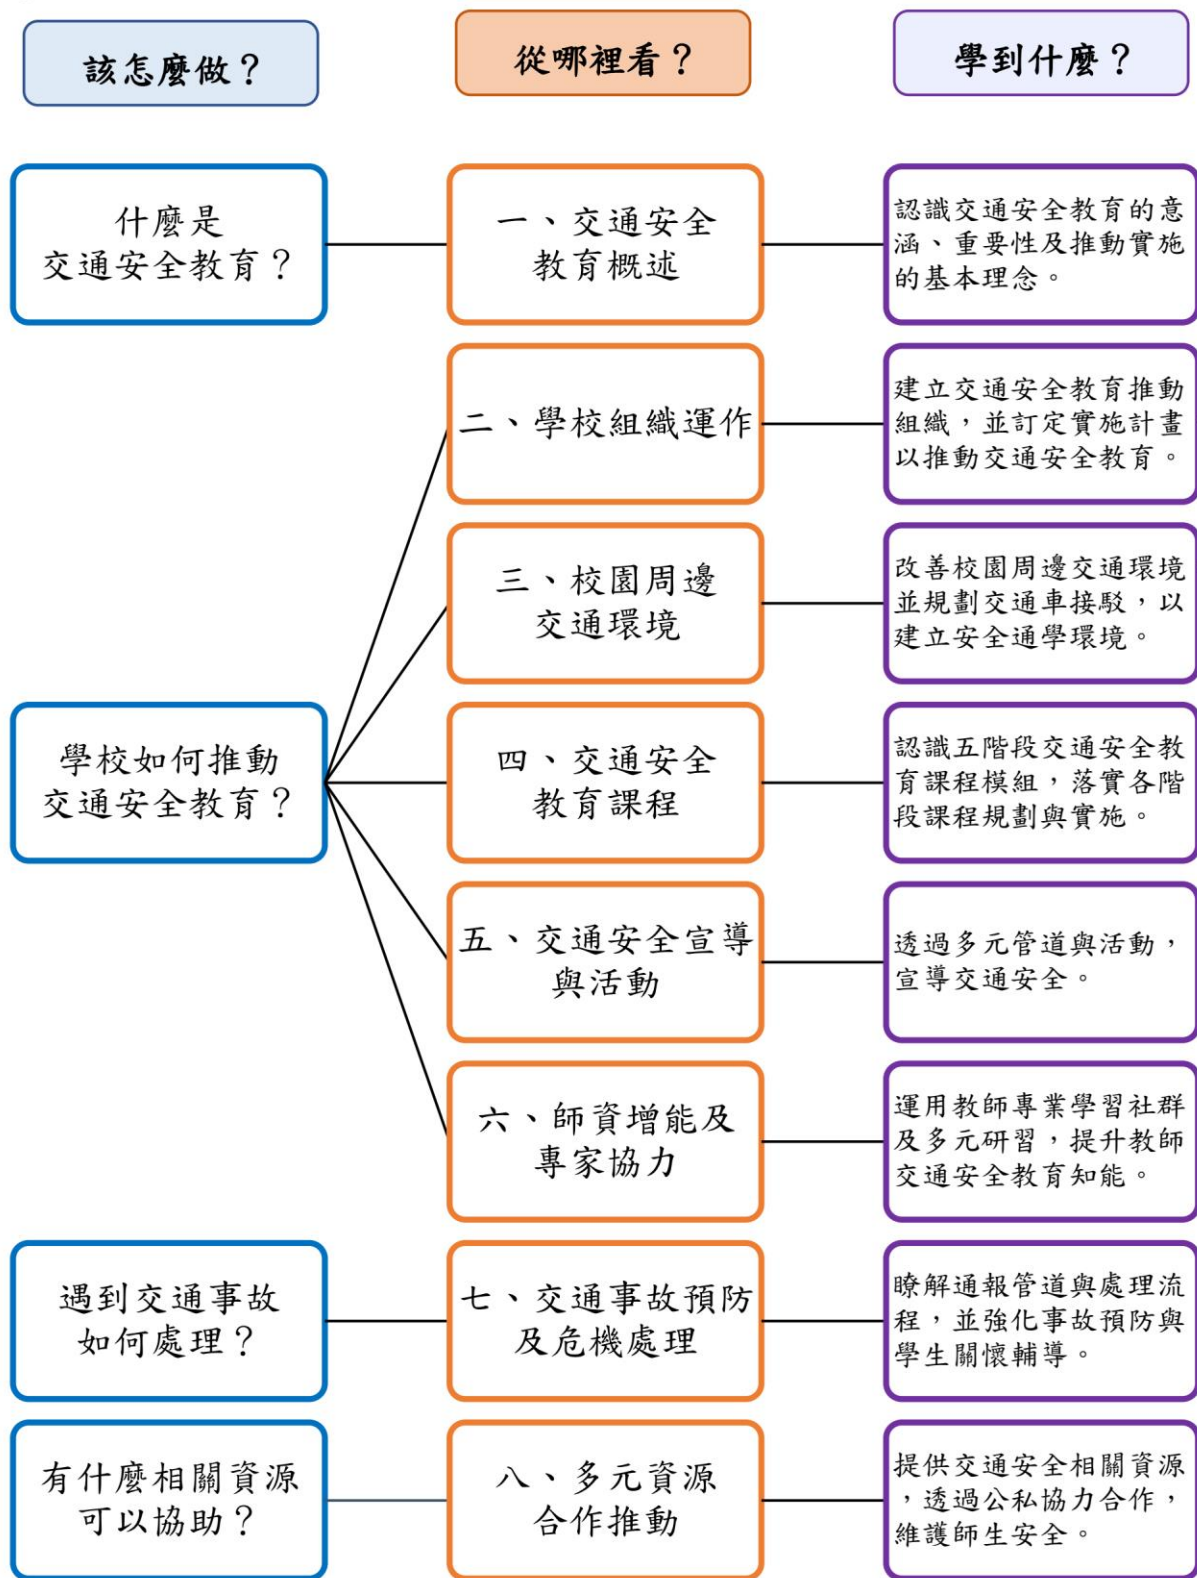 該怎麼做？
從哪裡看？
學到什麼？
什麼是
交通安全教育？
一、交通安全
教育概述
認識交通安全教育的意
涵、重要性及推動實施
的基本理念。
學校如何推動
交通安全教育？
二、學校組織運作
建立交通安全教育推動
組織，並訂定實施計畫
以推動交通安全教育。
三、校園周邊
交通環境
改善校園周邊交通環境
並規劃交通車接駁，以
建立安全通學環境。
四、交通安全
教育課程
認識五階段交通安全教
育課程模組，落實各階
段課程規劃與實施。
五、交通安全宣導
與活動
透過多元管道與活動，
宣導交通安全。
六、師資增能及
專家協力
運用教師專業學習社群
及多元研習，提升教師
交通安全教育知能。
遇到交通事故
如何處理？
七、交通事故預防
及危機處理
瞭解通報管道與處理流
程，並強化事故預防與
學生關懷輔導。
有什麼相關資源
可以協助？
八、多元資源
合作推動
提供交通安全相關資源
，透過公私協力合作，
維護師生安全。